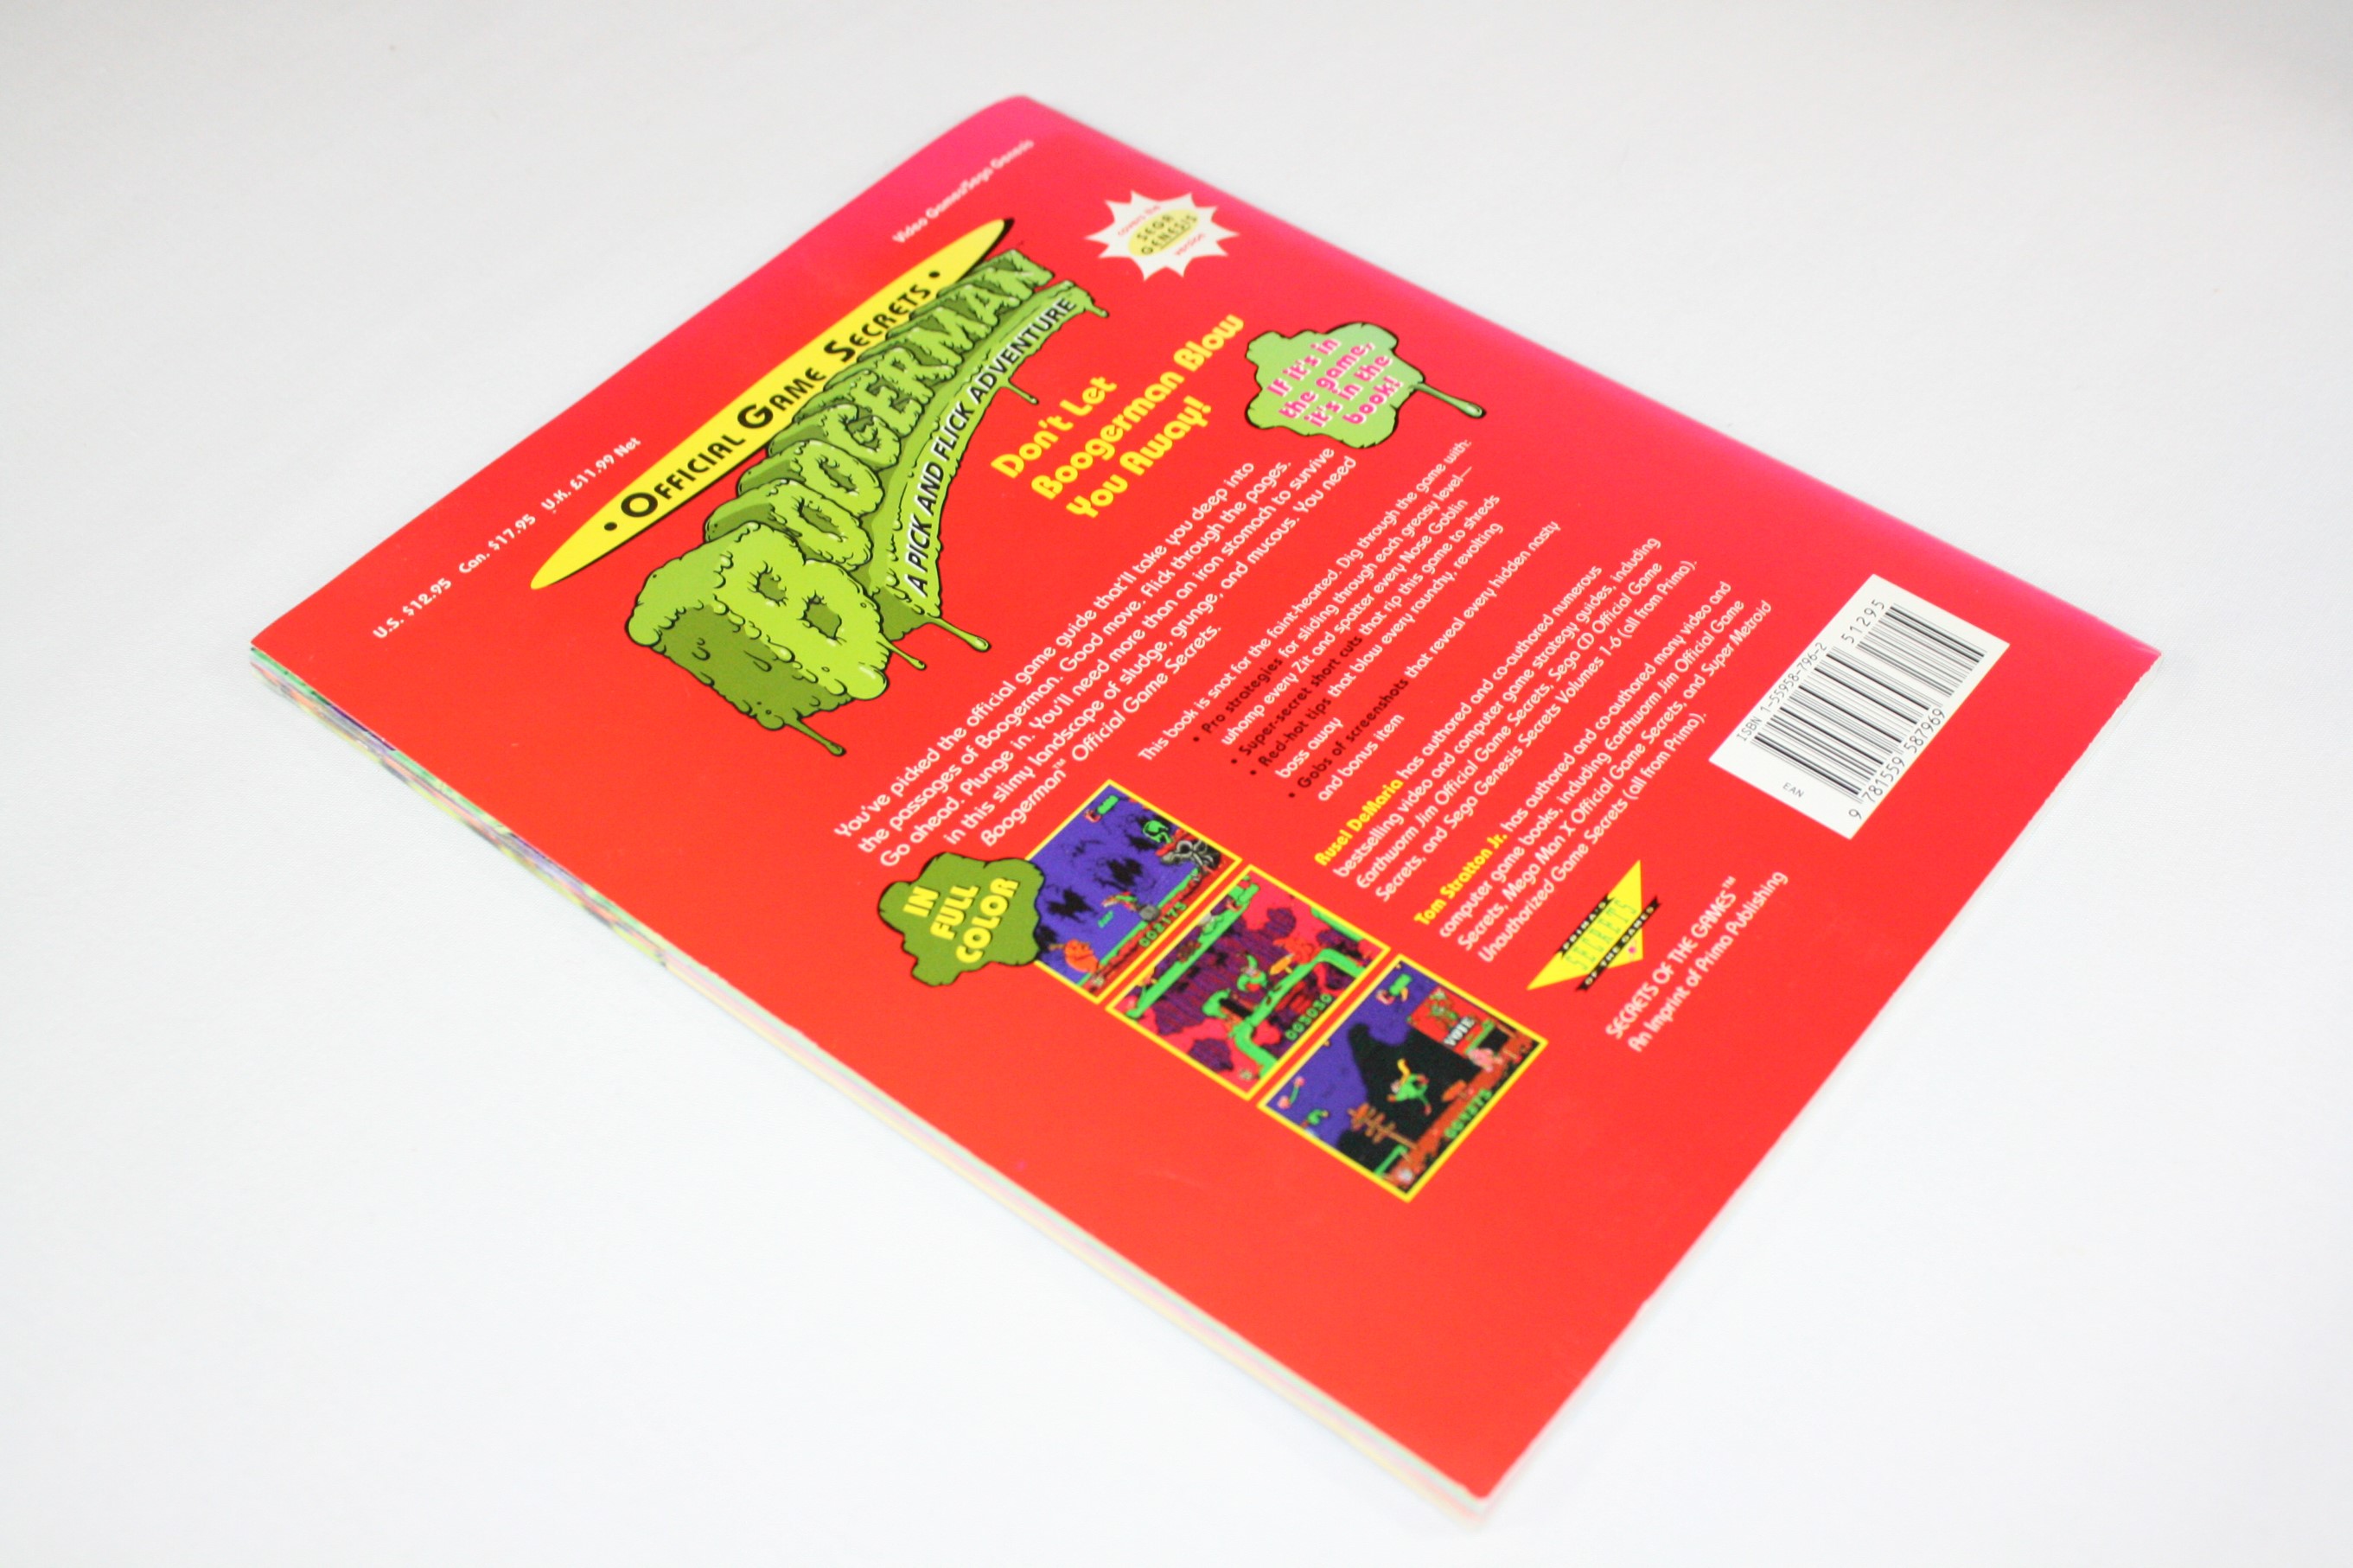 U.S. $12.95 Can. $17.95 U.K. £11.99 Net
Video Games/Sega Genesis
• OFFICIAL GAME SECRETS •
BOOGERMAN
A PICK AND FLICK ADVENTURE
covers the
SEGA
GENESIS
version
Don't Let
Boogerman Blow
You Away!
If it's in
the game,
it's in the
book!
You've picked the official game guide that'll take you deep into
the passages of Boogerman. Good move. Flick through the pages.
Go ahead. Plunge in. You'll need more than an iron stomach to survive
in this slimy landscape of sludge, grunge, and mucous. You need
Boogerman™ Official Game Secrets.
IN
FULL
COLOR
This book is snot for the faint-hearted. Dig through the game with:
• Pro strategies for sliding through each greasy level—
whomp every Zit and spatter every Nose Goblin
• Super-secret short cuts that rip this game to shreds
• Red-hot tips that blow every raunchy, revolting
boss away
• Gobs of screenshots that reveal every hidden nasty
and bonus item
Rusel DeMaria has authored and co-authored numerous
bestselling video and computer game strategy guides, including
Earthworm Jim Official Game Secrets, Sega CD Official Game
Secrets, and Sega Genesis Secrets Volumes 1-6 (all from Prima).
Tom Stratton Jr. has authored and co-authored many video and
computer game books, including Earthworm Jim Official Game
Secrets, Mega Man X Official Game Secrets, and Super Metroid
Unauthorized Game Secrets (all from Prima).
VOTE
PRIMA'S
SECRETS
OF THE GAMES
SECRETS OF THE GAMES™
An Imprint of Prima Publishing
ISBN 1-55958-796-2
51295
EAN
9 781559 587969